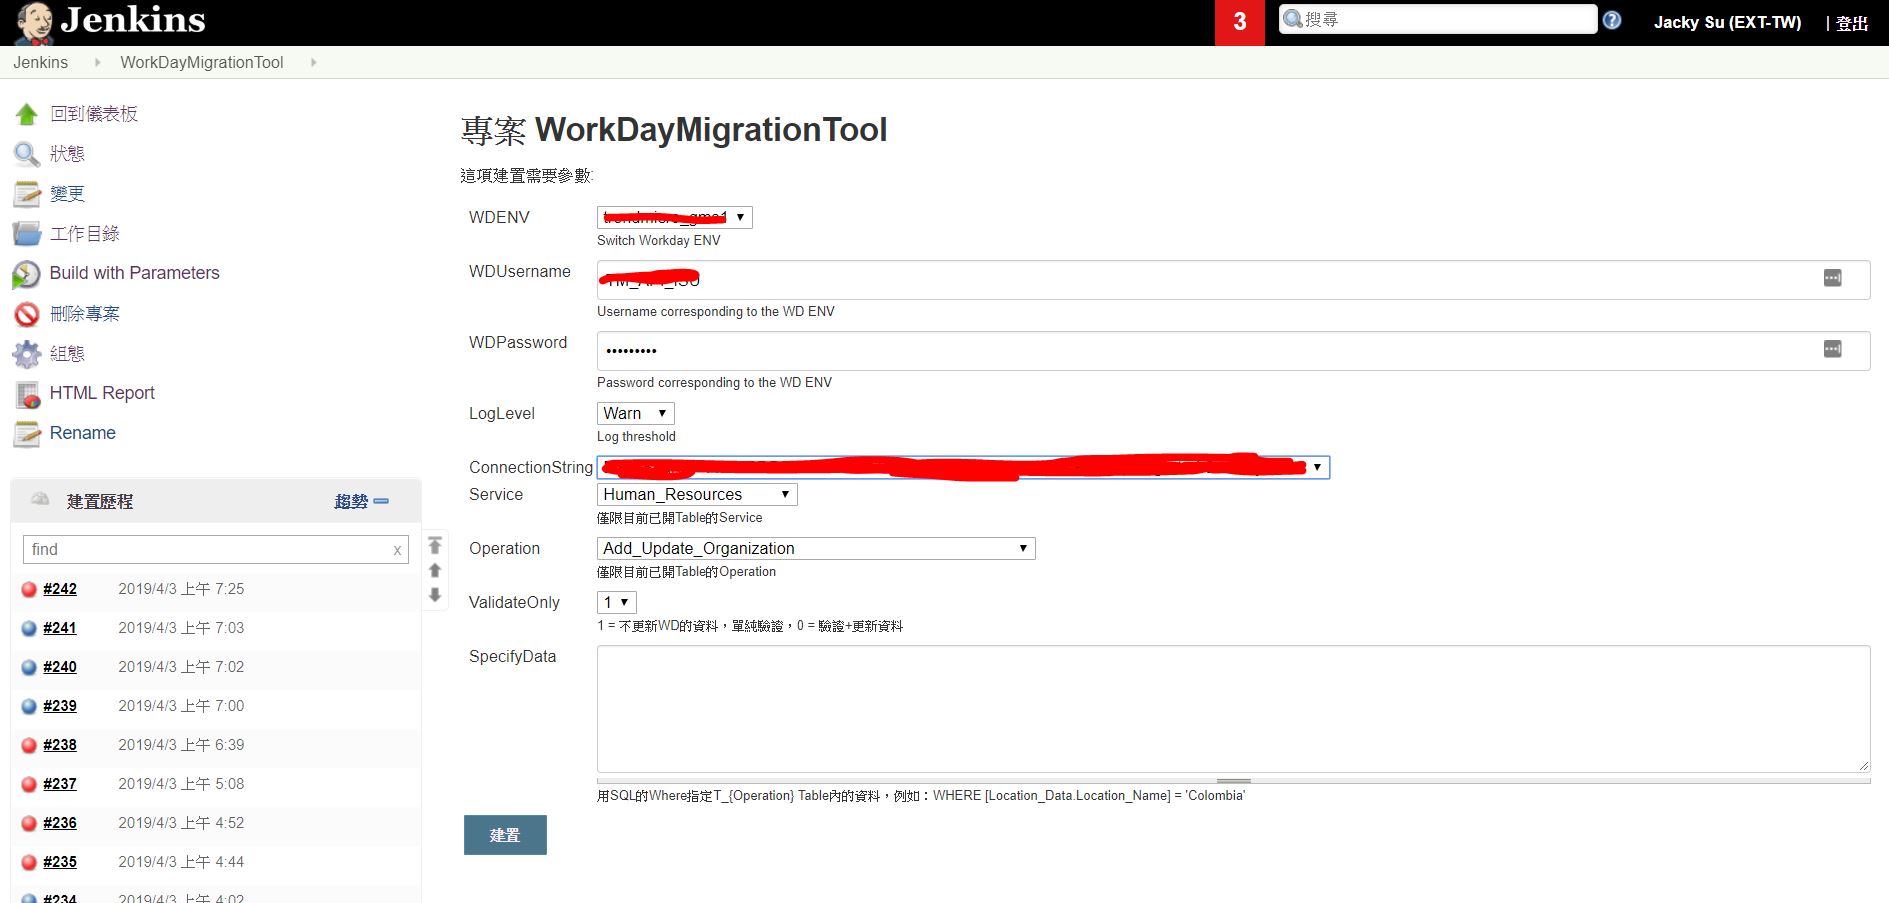 Jenkins
3
搜尋
Jacky Su (EXT-TW)
| 登出
Jenkins
WorkDayMigrationTool
回到儀表板
狀態
變更
工作目錄
Build with Parameters
刪除專案
組態
HTML Report
Rename
建置歷程
趨勢
find
x
#242 2019/4/3 上午 7:25
#241 2019/4/3 上午 7:03
#240 2019/4/3 上午 7:02
#239 2019/4/3 上午 7:00
#238 2019/4/3 上午 6:39
#237 2019/4/3 上午 5:08
#236 2019/4/3 上午 4:52
#235 2019/4/3 上午 4:44
#234 2019/4/3 上午 4:02
專案 WorkDayMigrationTool
這項建置需要參數:
WDENV
Switch Workday ENV
WDUsername
Username corresponding to the WD ENV
WDPassword
•••••••••
Password corresponding to the WD ENV
LogLevel
Warn
Log threshold
ConnectionString
Service
Human_Resources
僅限目前已開Table的Service
Operation
Add_Update_Organization
僅限目前已開Table的Operation
ValidateOnly
1
1 = 不更新WD的資料，單純驗證，0 = 驗證+更新資料
SpecifyData
用SQL的Where指定T_{Operation} Table內的資料，例如：WHERE [Location_Data.Location_Name] = 'Colombia'
建置